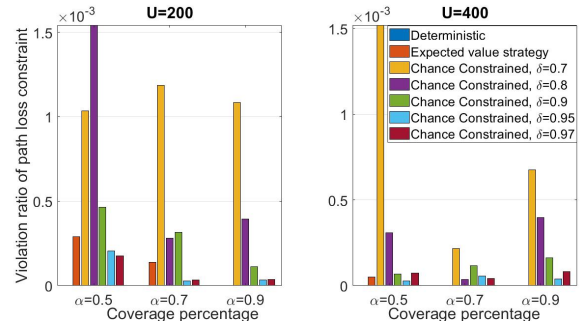 ×10⁻³
U=200
1.5
1
0.5
0
Violation ratio of path loss constraint
α=0.5
α=0.7
α=0.9
Coverage percentage
×10⁻³
U=400
1.5
1
0.5
0
Deterministic
Expected value strategy
Chance Constrained, δ=0.7
Chance Constrained, δ=0.8
Chance Constrained, δ=0.9
Chance Constrained, δ=0.95
Chance Constrained, δ=0.97
α=0.5
α=0.7
α=0.9
Coverage percentage